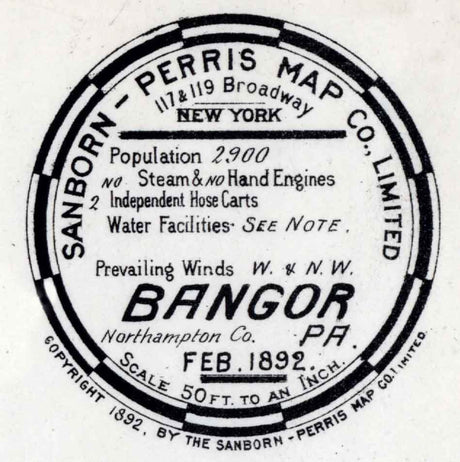 SANBORN - PERRIS MAP CO., LIMITED
117 & 119 Broadway
NEW YORK
Population 2,900
NO Steam & NO Hand Engines
2 Independent Hose Carts
Water Facilities- SEE NOTE.
Prevailing Winds W. & N.W.
BANGOR
Northampton Co. PA.
FEB. 1892.
SCALE 50 FT. TO AN INCH.
COPYRIGHT 1892, BY THE SANBORN - PERRIS MAP CO. LIMITED.